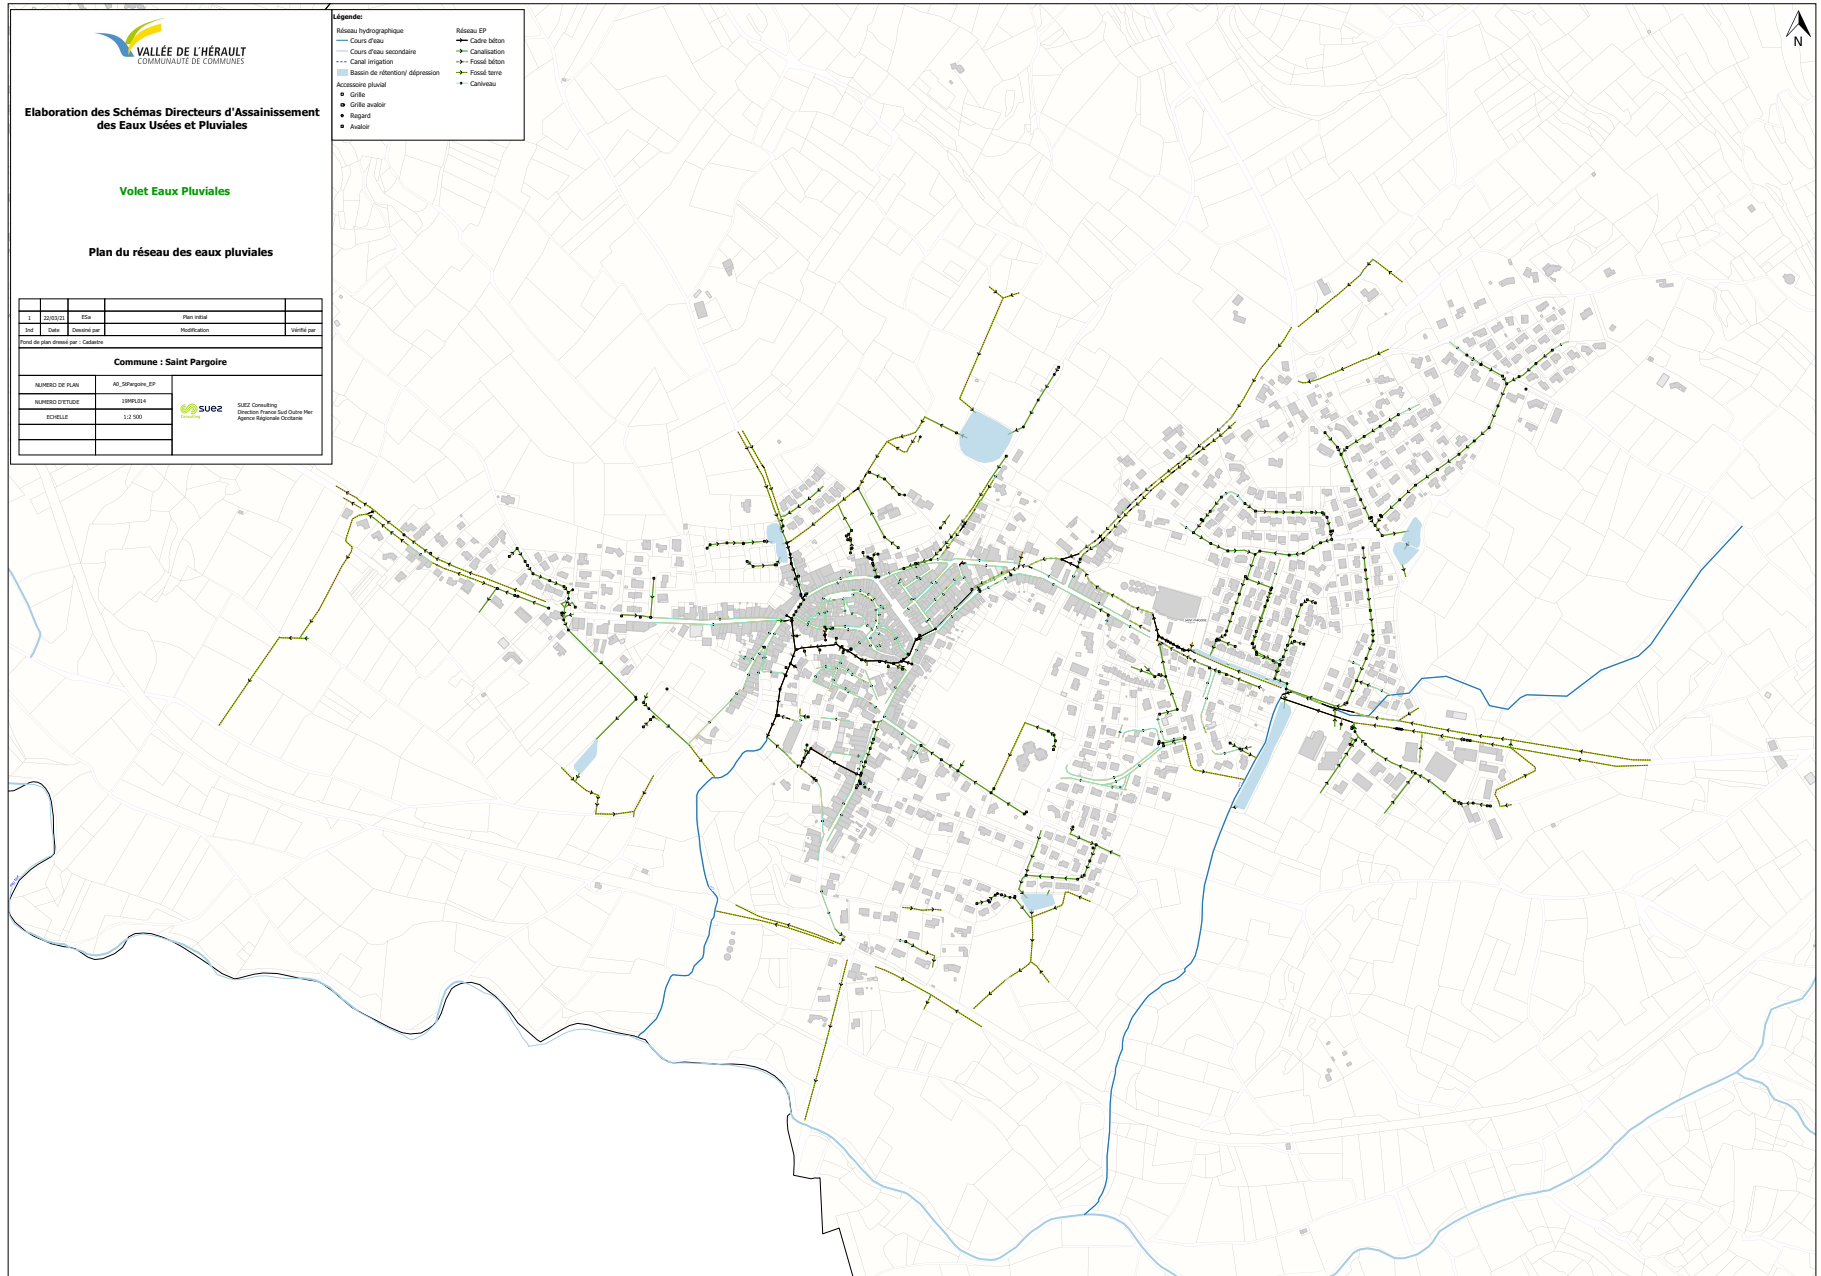 VALLÉE DE L'HÉRAULT
COMMUNAUTÉ DE COMMUNES
Elaboration des Schémas Directeurs d'Assainissement
des Eaux Usées et Pluviales
Volet Eaux Pluviales
Plan du réseau des eaux pluviales
1 22/03/21 ESa Plan initial
Ind Date Dessiné par Modification Vérifié par
Fond de plan dressé par : Cadastre
Commune : Saint Pargoire
NUMERO DE PLAN A0_StPargoire_EP
NUMERO D'ETUDE 19MPL014
ECHELLE 1:2 500
suez
consulting
SUEZ Consulting
Direction France Sud Outre Mer
Agence Régionale Occitanie
Légende:
Réseau hydrographique
Cours d'eau
Cours d'eau secondaire
Canal irrigation
Bassin de rétention/ dépression
Accessoire pluvial
Grille
Grille avaloir
Regard
Avaloir
Réseau EP
Cadre béton
Canalisation
Fossé béton
Fossé terre
Caniveau
N